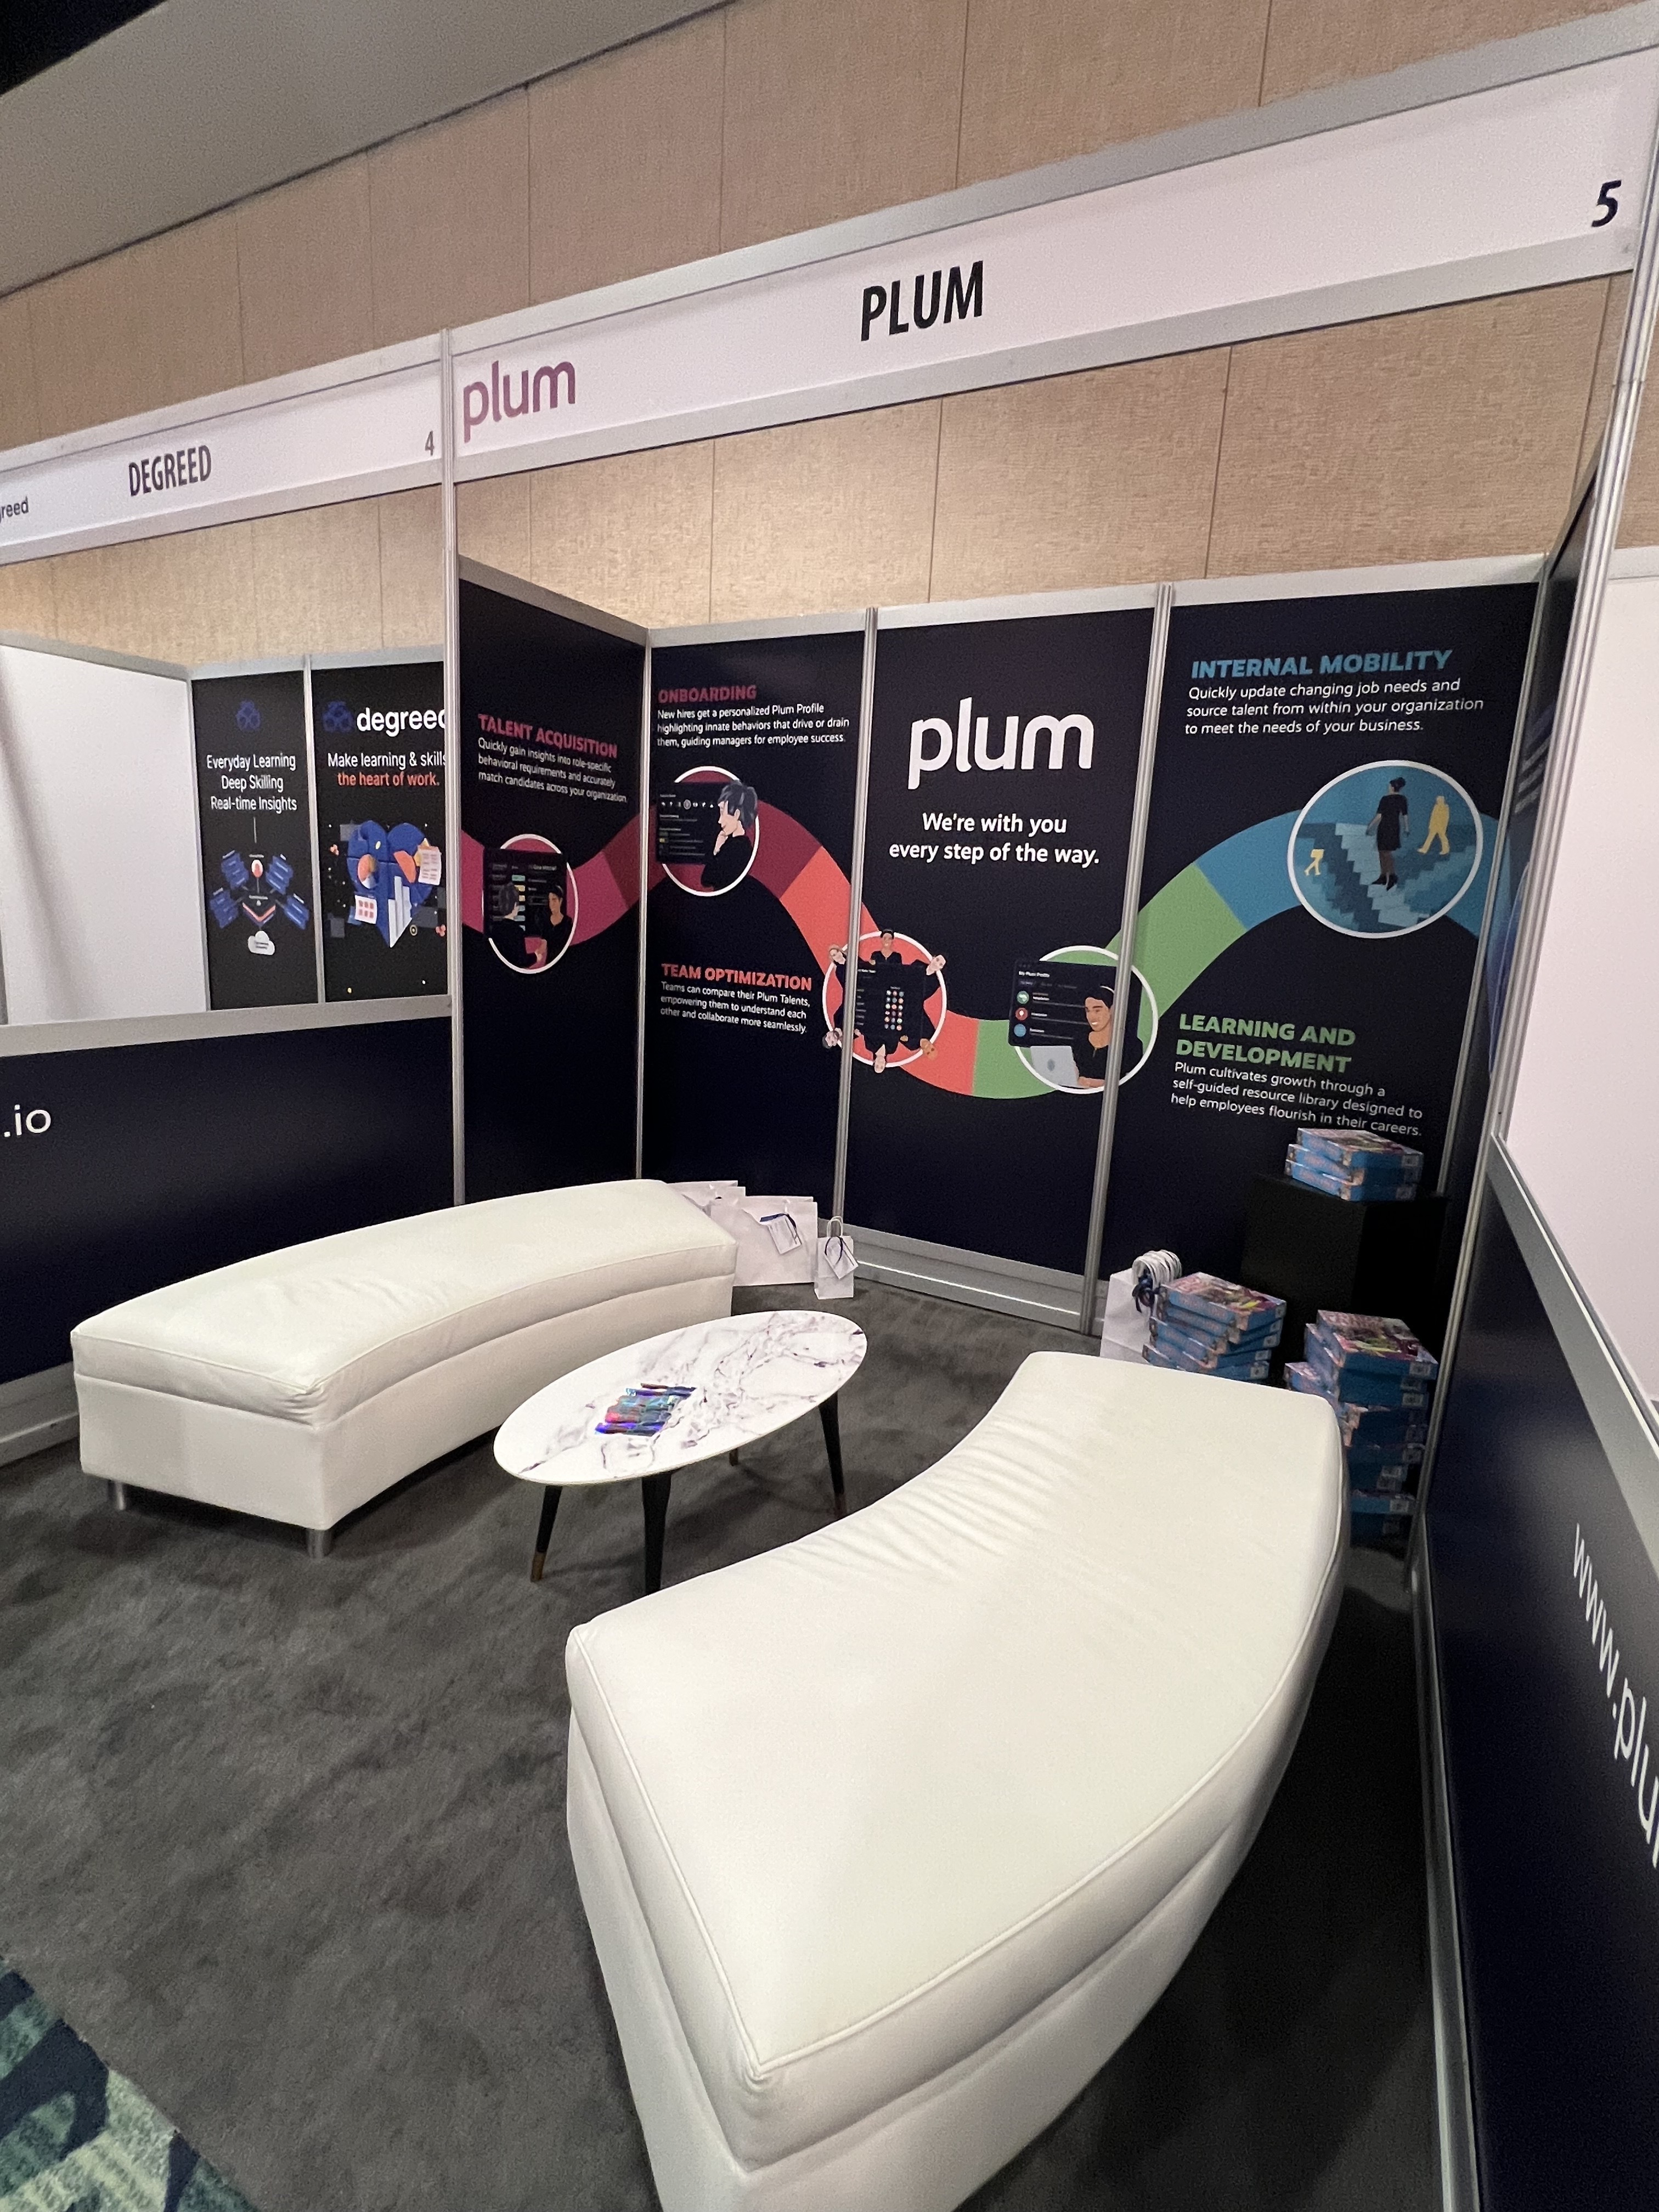 5
PLUM
plum
4
DEGREED
reed
Everyday Learning
Deep Skilling
Real-time Insights
degreed
Make learning & skills
the heart of work.
TALENT ACQUISITION
Quickly gain insights into role-specific
behavioral requirements and accurately
match candidates across your organization.
ONBOARDING
New hires get a personalized Plum Profile
highlighting innate behaviors that drive or drain
them, guiding managers for employee success.
TEAM OPTIMIZATION
Teams can compare their Plum Talents,
empowering them to understand each
other and collaborate more seamlessly.
plum
We're with you
every step of the way.
INTERNAL MOBILITY
Quickly update changing job needs and
source talent from within your organization
to meet the needs of your business.
My Plum Profile
LEARNING AND
DEVELOPMENT
Plum cultivates growth through a
self-guided resource library designed to
help employees flourish in their careers.
.io
www.plu